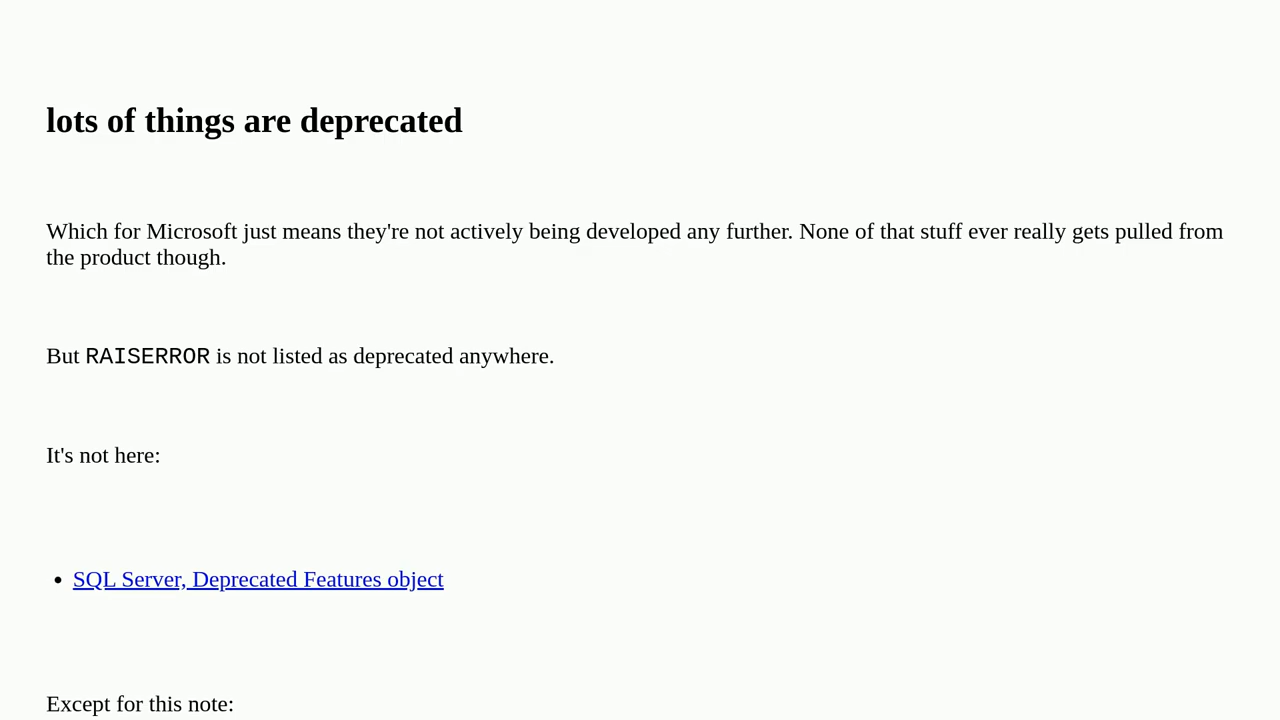 lots of things are deprecated
Which for Microsoft just means they're not actively being developed any further. None of that stuff ever really gets pulled from
the product though.
But RAISERROR is not listed as deprecated anywhere.
It's not here:
• SQL Server, Deprecated Features object
Except for this note: